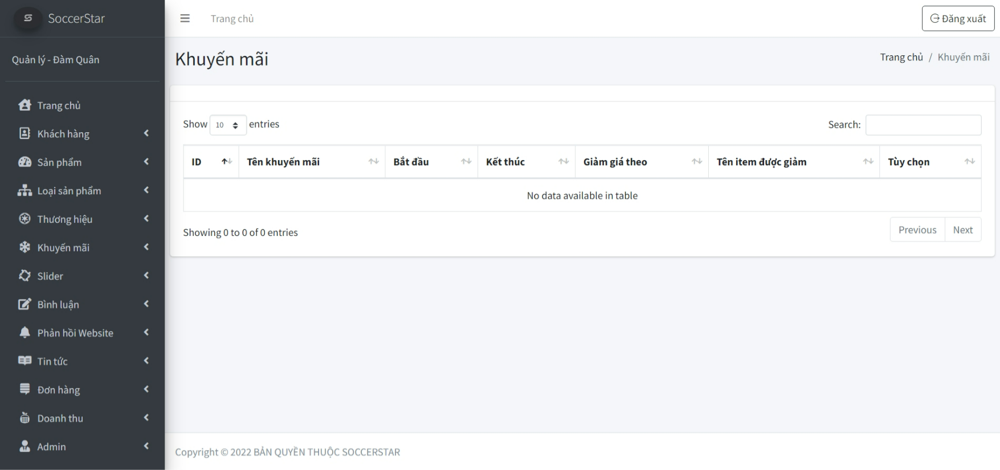 SoccerStar
Trang chủ
Đăng xuất
Quản lý - Đàm Quân
Khuyến mãi
Trang chủ / Khuyến mãi
Trang chủ
Khách hàng
Sản phẩm
Loại sản phẩm
Thương hiệu
Khuyến mãi
Slider
Bình luận
Phản hồi Website
Tin tức
Đơn hàng
Doanh thu
Admin
Show 10 entries
Search:
ID Tên khuyến mãi Bắt đầu Kết thúc Giảm giá theo Tên item được giảm Tùy chọn
No data available in table
Showing 0 to 0 of 0 entries
Previous Next
Copyright © 2022 BẢN QUYỀN THUỘC SOCCERSTAR